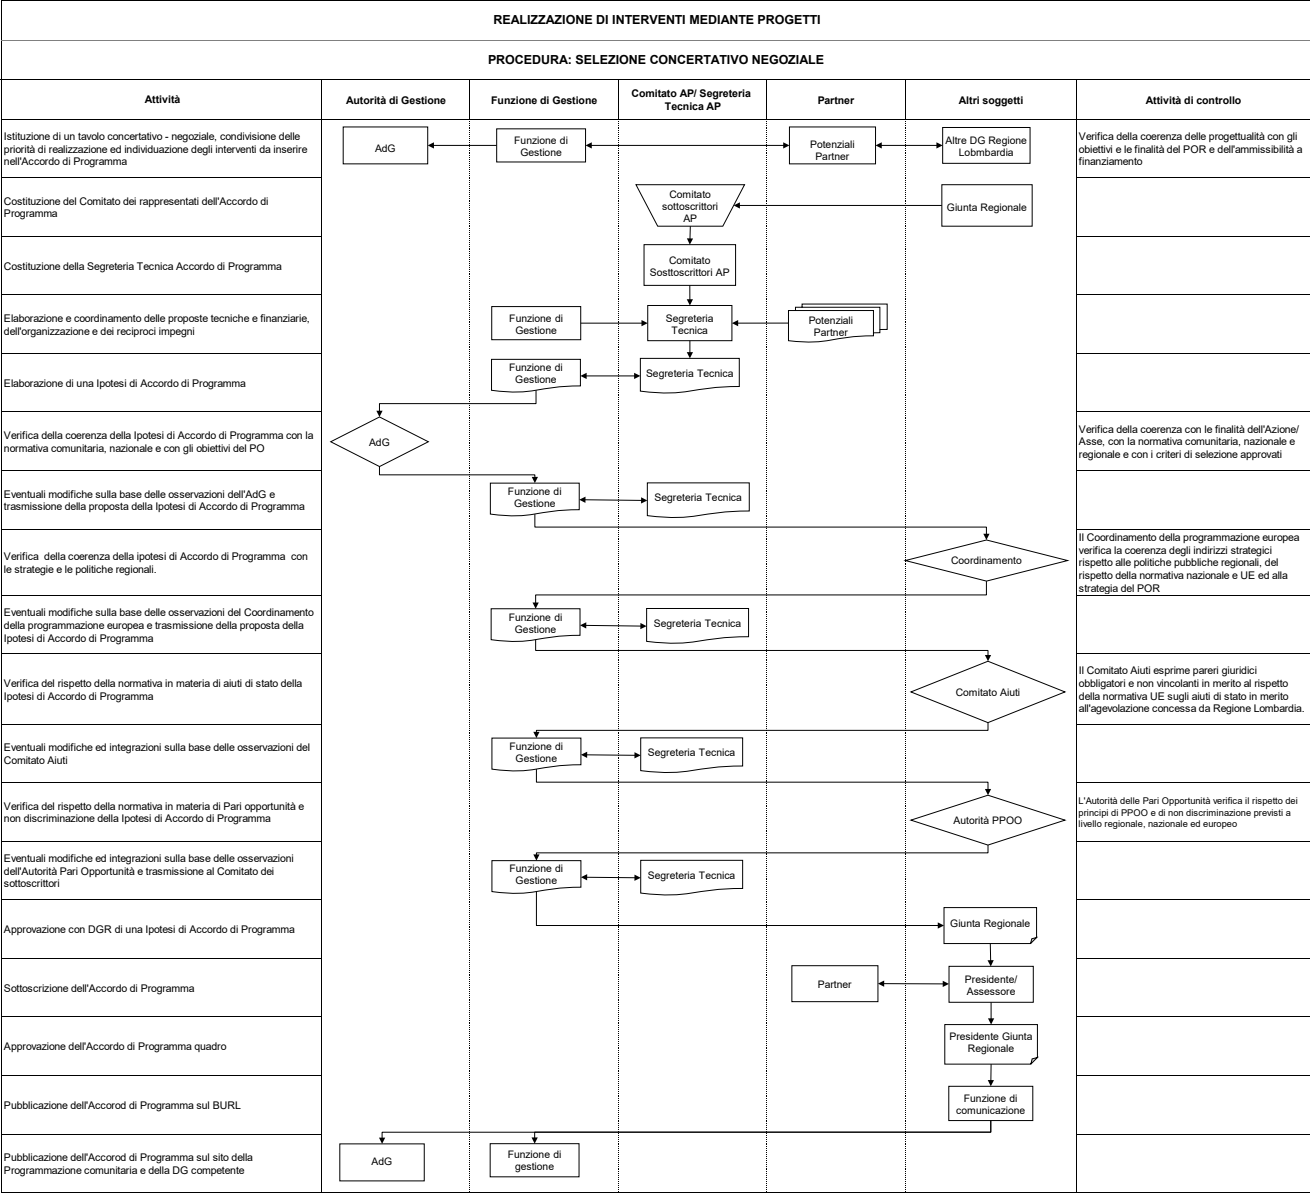 REALIZZAZIONE DI INTERVENTI MEDIANTE PROGETTI
PROCEDURA: SELEZIONE CONCERTATIVO NEGOZIALE
Attività
Autorità di Gestione
Funzione di Gestione
Comitato AP/ Segreteria
Tecnica AP
Partner
Altri soggetti
Attività di controllo
Istituzione di un tavolo concertativo - negoziale, condivisione delle
priorità di realizzazione ed individuazione degli interventi da inserire
nell'Accordo di Programma
AdG
Funzione di
Gestione
Potenziali
Partner
Altre DG Regione
Lobmbardia
Verifica della coerenza delle progettualità con gli
obiettivi e le finalità del POR e dell'ammissibilità a
finanziamento
Costituzione del Comitato dei rappresentati dell'Accordo di
Programma
Comitato
sottoscrittori
AP
Giunta Regionale
Costituzione della Segreteria Tecnica Accordo di Programma
Comitato
Sosttoscrittori AP
Elaborazione e coordinamento delle proposte tecniche e finanziarie,
dell'organizzazione e dei reciproci impegni
Funzione di
Gestione
Segreteria
Tecnica
Potenziali
Partner
Elaborazione di una Ipotesi di Accordo di Programma
Funzione di
Gestione
Segreteria Tecnica
Verifica della coerenza della Ipotesi di Accordo di Programma con la
normativa comunitaria, nazionale e con gli obiettivi del PO
AdG
Verifica della coerenza con le finalità dell'Azione/
Asse, con la normativa comunitaria, nazionale e
regionale e con i criteri di selezione approvati
Eventuali modifiche sulla base delle osservazioni dell'AdG e
trasmissione della proposta della Ipotesi di Accordo di Programma
Funzione di
Gestione
Segreteria Tecnica
Verifica della coerenza della ipotesi di Accordo di Programma con
le strategie e le politiche regionali.
Coordinamento
Il Coordinamento della programmazione europea
verifica la coerenza degli indirizzi strategici
rispetto alle politiche pubbliche regionali, del
rispetto della normativa nazionale e UE ed alla
strategia del POR
Eventuali modifiche sulla base delle osservazioni del Coordinamento
della programmazione europea e trasmissione della proposta della
Ipotesi di Accordo di Programma
Funzione di
Gestione
Segreteria Tecnica
Verifica del rispetto della normativa in materia di aiuti di stato della
Ipotesi di Accordo di Programma
Comitato Aiuti
Il Comitato Aiuti esprime pareri giuridici
obbligatori e non vincolanti in merito al rispetto
della normativa UE sugli aiuti di stato in merito
all'agevolazione concessa da Regione Lombardia.
Eventuali modifiche ed integrazioni sulla base delle osservazioni del
Comitato Aiuti
Funzione di
Gestione
Segreteria Tecnica
Verifica del rispetto della normativa in materia di Pari opportunità e
non discriminazione della Ipotesi di Accordo di Programma
Autorità PPOO
L'Autorità delle Pari Opportunità verifica il rispetto dei
principi di PPOO e di non discriminazione previsti a
livello regionale, nazionale ed europeo
Eventuali modifiche ed integrazioni sulla base delle osservazioni
dell'Autorità Pari Opportunità e trasmissione al Comitato dei
sottoscrittori
Funzione di
Gestione
Segreteria Tecnica
Approvazione con DGR di una Ipotesi di Accordo di Programma
Giunta Regionale
Sottoscrizione dell'Accordo di Programma
Partner
Presidente/
Assessore
Approvazione dell'Accordo di Programma quadro
Presidente Giunta
Regionale
Pubblicazione dell'Accorod di Programma sul BURL
Funzione di
comunicazione
Pubblicazione dell'Accorod di Programma sul sito della
Programmazione comunitaria e della DG competente
AdG
Funzione di
gestione